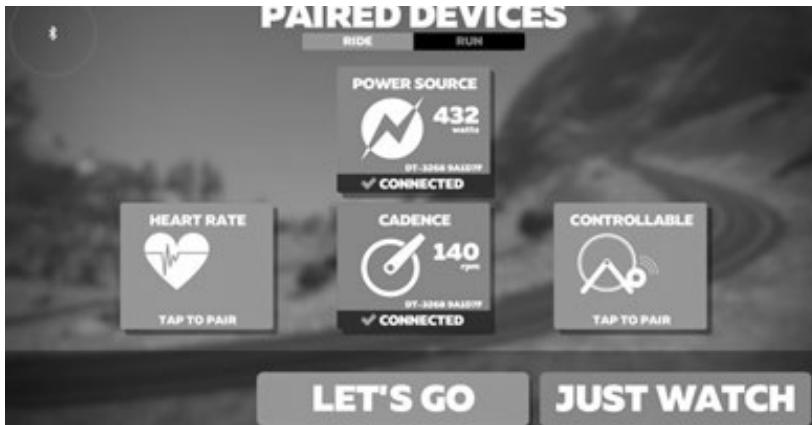 PAIRED DEVICES
RIDE
RUN
POWER SOURCE
432
watts
CONNECTED
HEART RATE
TAP TO PAIR
CADENCE
140
rpm
CONNECTED
CONTROLLABLE
TAP TO PAIR
LET'S GO
JUST WATCH